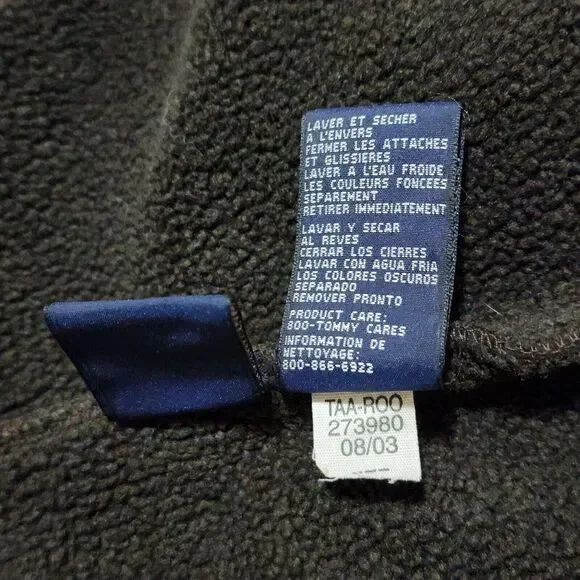 LAVER ET SECHER
A L'ENVERS
FERMER LES ATTACHES
ET GLISSIERES
LAVER A L'EAU FROIDE
LES COULEURS FONCEES
SEPAREMENT
RETIRER IMMEDIATEMENT
LAVAR Y SECAR
AL REVES
CERRAR LOS CIERRES
LAVAR CON AGUA FRIA
LOS COLORES OSCUROS
SEPARADO
REMOVER PRONTO
PRODUCT CARE:
800-TOMMY CARES
INFORMATION DE
NETTOYAGE:
800-866-6922
TAA-ROO
273980
08/03